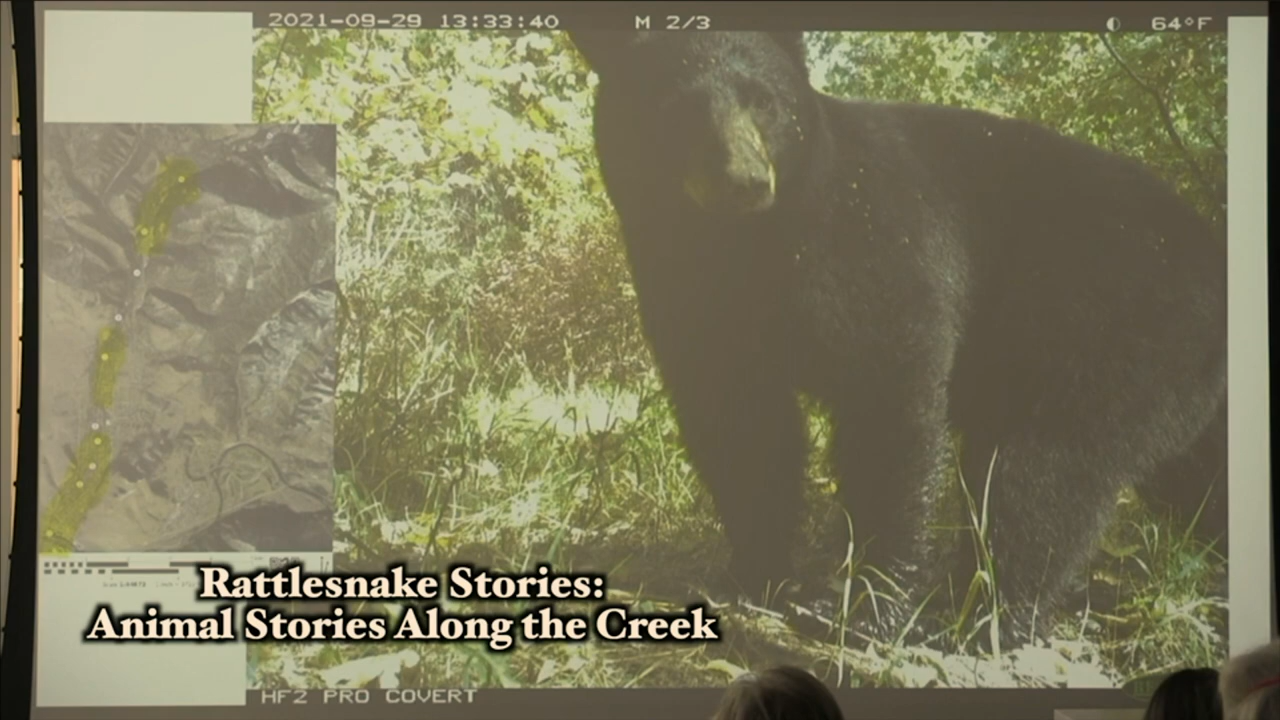 2021-09-29 13:33:40 M 2/3 64°F
Rattlesnake Stories:
Animal Stories Along the Creek
HF2 PRO COVERT